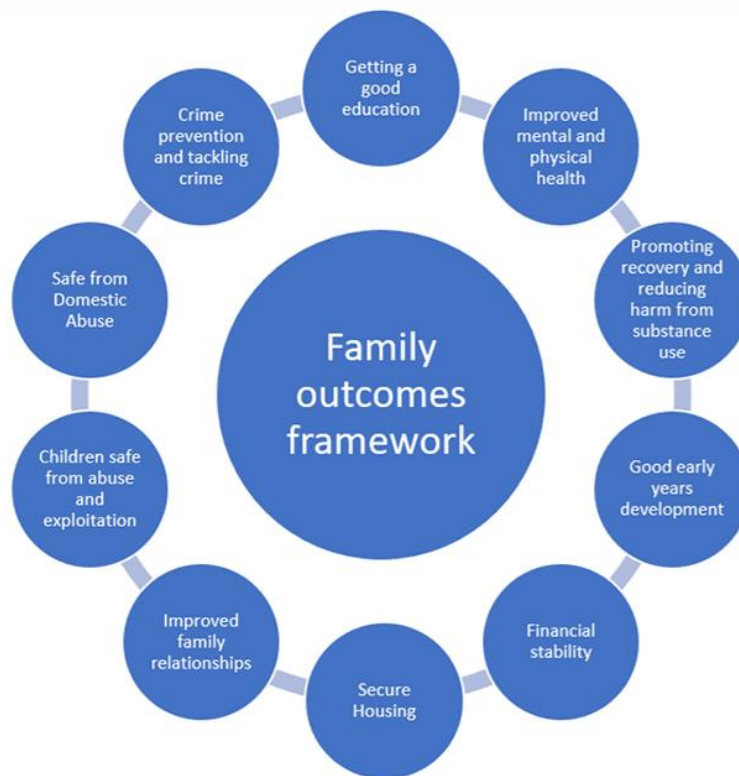 Getting a
good
education
Improved
mental and
physical
health
Promoting
recovery and
reducing
harm from
substance
use
Good early
years
development
Financial
stability
Secure
Housing
Improved
family
relationships
Children safe
from abuse
and
exploitation
Safe from
Domestic
Abuse
Crime
prevention
and tackling
crime
Family
outcomes
framework